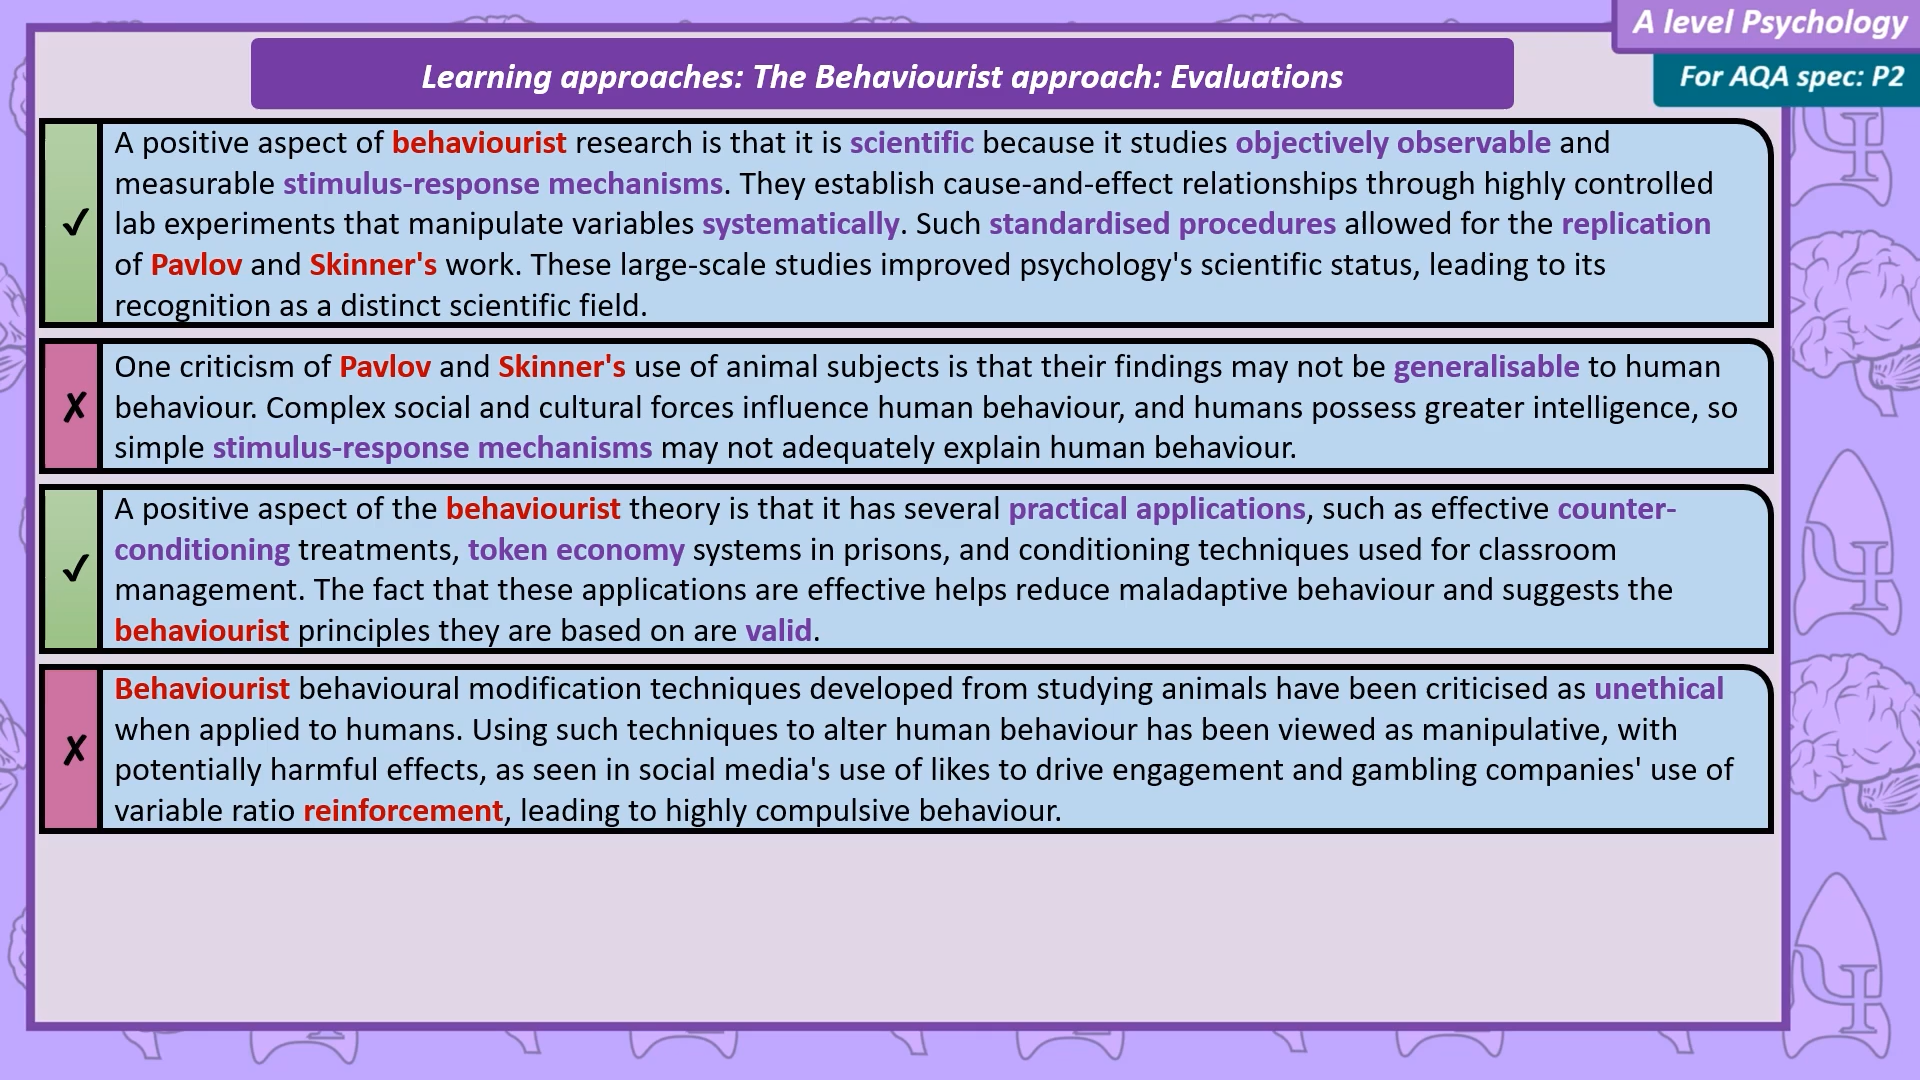 A level Psychology
For AQA spec: P2
Learning approaches: The Behaviourist approach: Evaluations
✓
A positive aspect of behaviourist research is that it is scientific because it studies objectively observable and
measurable stimulus-response mechanisms. They establish cause-and-effect relationships through highly controlled
lab experiments that manipulate variables systematically. Such standardised procedures allowed for the replication
of Pavlov and Skinner's work. These large-scale studies improved psychology's scientific status, leading to its
recognition as a distinct scientific field.
✗
One criticism of Pavlov and Skinner's use of animal subjects is that their findings may not be generalisable to human
behaviour. Complex social and cultural forces influence human behaviour, and humans possess greater intelligence, so
simple stimulus-response mechanisms may not adequately explain human behaviour.
✓
A positive aspect of the behaviourist theory is that it has several practical applications, such as effective counter-
conditioning treatments, token economy systems in prisons, and conditioning techniques used for classroom
management. The fact that these applications are effective helps reduce maladaptive behaviour and suggests the
behaviourist principles they are based on are valid.
✗
Behaviourist behavioural modification techniques developed from studying animals have been criticised as unethical
when applied to humans. Using such techniques to alter human behaviour has been viewed as manipulative, with
potentially harmful effects, as seen in social media's use of likes to drive engagement and gambling companies' use of
variable ratio reinforcement, leading to highly compulsive behaviour.